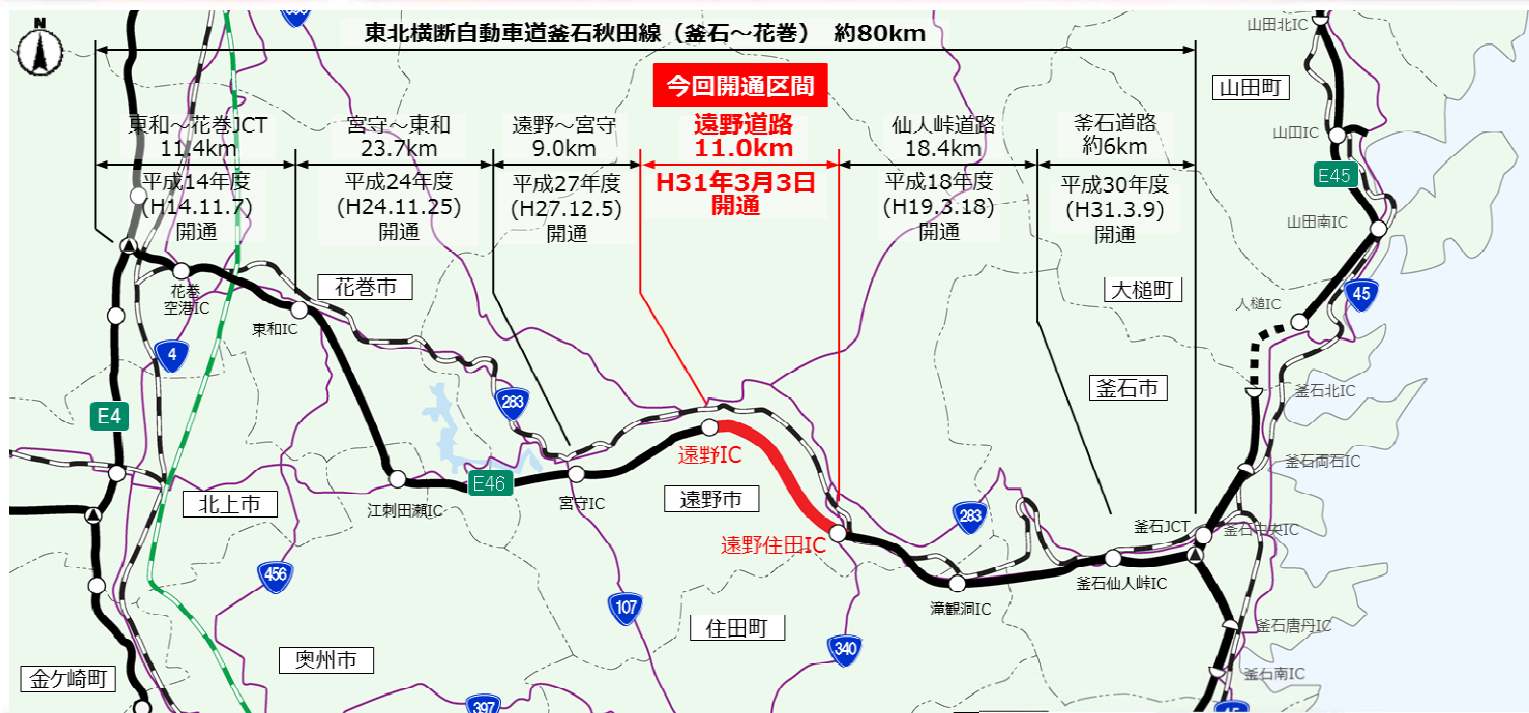 N
東北横断自動車道釜石秋田線（釜石～花巻） 約80km
今回開通区間
東和～花巻JCT
11.4km
平成14年度
(H14.11.7)
開通
宮守～東和
23.7km
平成24年度
(H24.11.25)
開通
遠野～宮守
9.0km
平成27年度
(H27.12.5)
開通
遠野道路
11.0km
H31年3月3日
開通
仙人峠道路
18.4km
平成18年度
(H19.3.18)
開通
釜石道路
約6km
平成30年度
(H31.3.9)
開通
山田北IC
山田町
山田IC
E45
山田南IC
花巻
空港IC
花巻市
東和IC
大槌町
45
4
283
釜石市
釜石北IC
E4
遠野IC
釜石両石IC
北上市
E46
江刺田瀬IC
宮守IC
遠野市
283
釜石JCT
釜石中央IC
遠野住田IC
456
釜石仙人峠IC
107
滝観洞IC
住田町
釜石唐丹IC
340
奥州市
金ケ崎町
釜石南IC
397
45